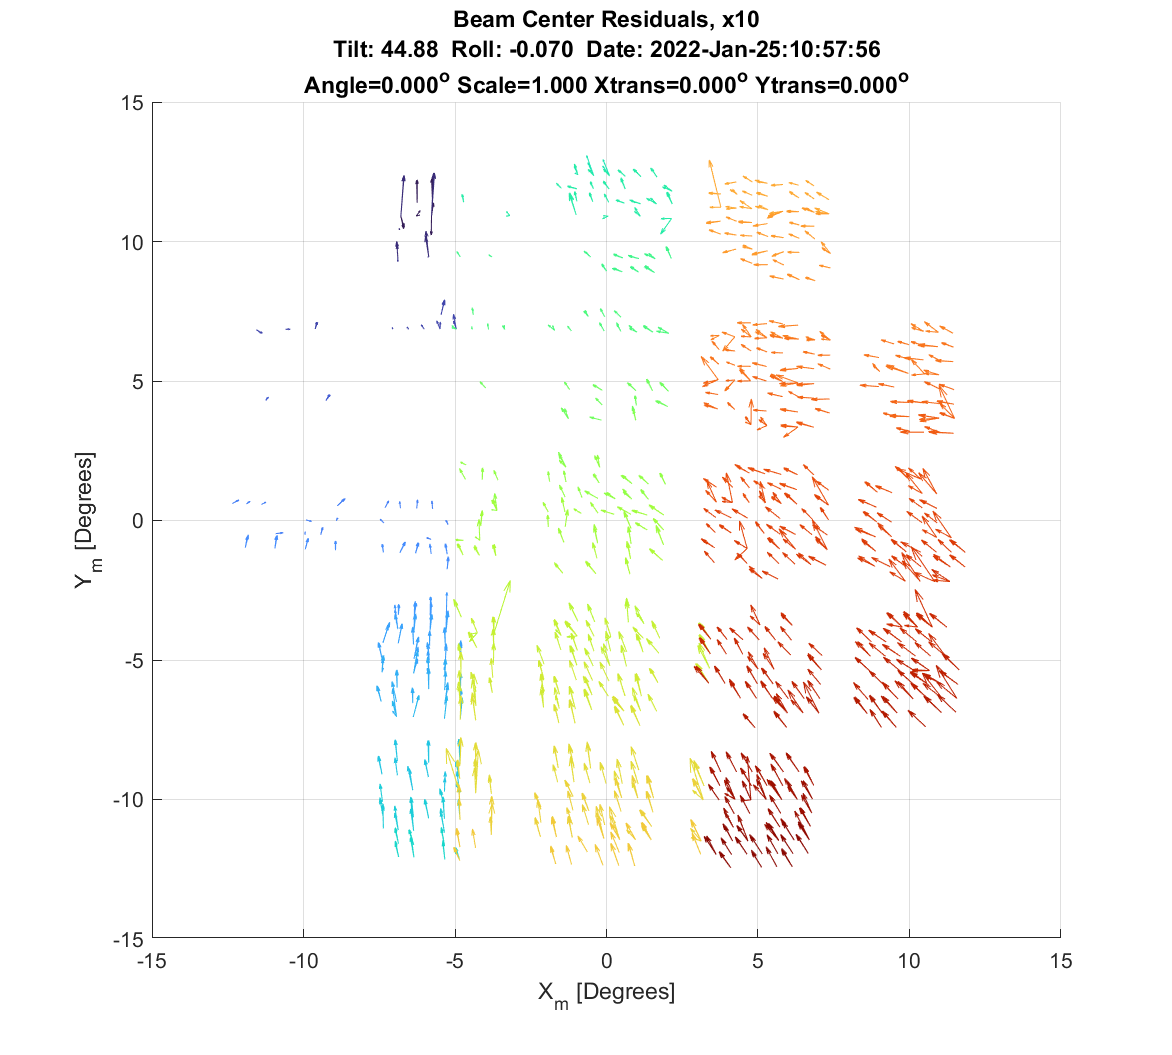 Beam Center Residuals, x10
Tilt: 44.88 Roll: -0.070 Date: 2022-Jan-25:10:57:56
Angle=0.000° Scale=1.000 Xtrans=0.000° Ytrans=0.000°
15
10
5
0
-5
-10
-15
Y_m [Degrees]
-15 -10 -5 0 5 10 15
X_m [Degrees]